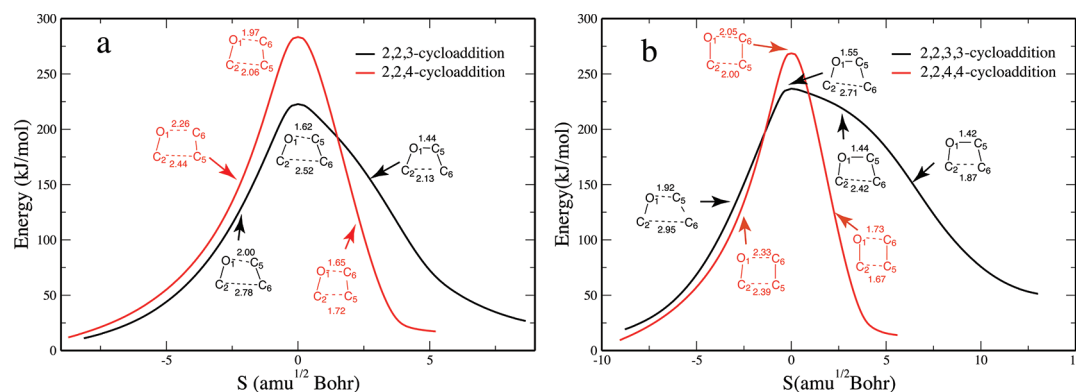 a
2,2,3-cycloaddition
2,2,4-cycloaddition
Energy (kJ/mol)
300
250
200
150
100
50
0
-5
0
5
S (amu1/2 Bohr)
1.97
O1 C6
C2 C5
2.06
2.26
O1 C6
C2 C5
2.44
1.62
O1 C5
C2 C6
2.52
1.44
O1 C5
C2 C6
2.13
2.00
O1 C5
C2 C6
2.78
1.65
O1 C6
C2 C5
1.72
b
2,2,3,3-cycloaddition
2,2,4,4-cycloaddition
Energy(kJ/mol)
300
250
200
150
100
50
0
-10
-5
0
5
10
15
S(amu1/2 Bohr)
2.05
O1 C6
C2 C5
2.00
1.55
O1 C5
C2 C6
2.71
1.44
O1 C5
C2 C6
2.42
1.42
O1 C5
C2 C6
1.87
1.92
O1 C5
C2 C6
2.95
2.33
O1 C6
C2 C5
2.39
1.73
O1 C6
C2 C5
1.67